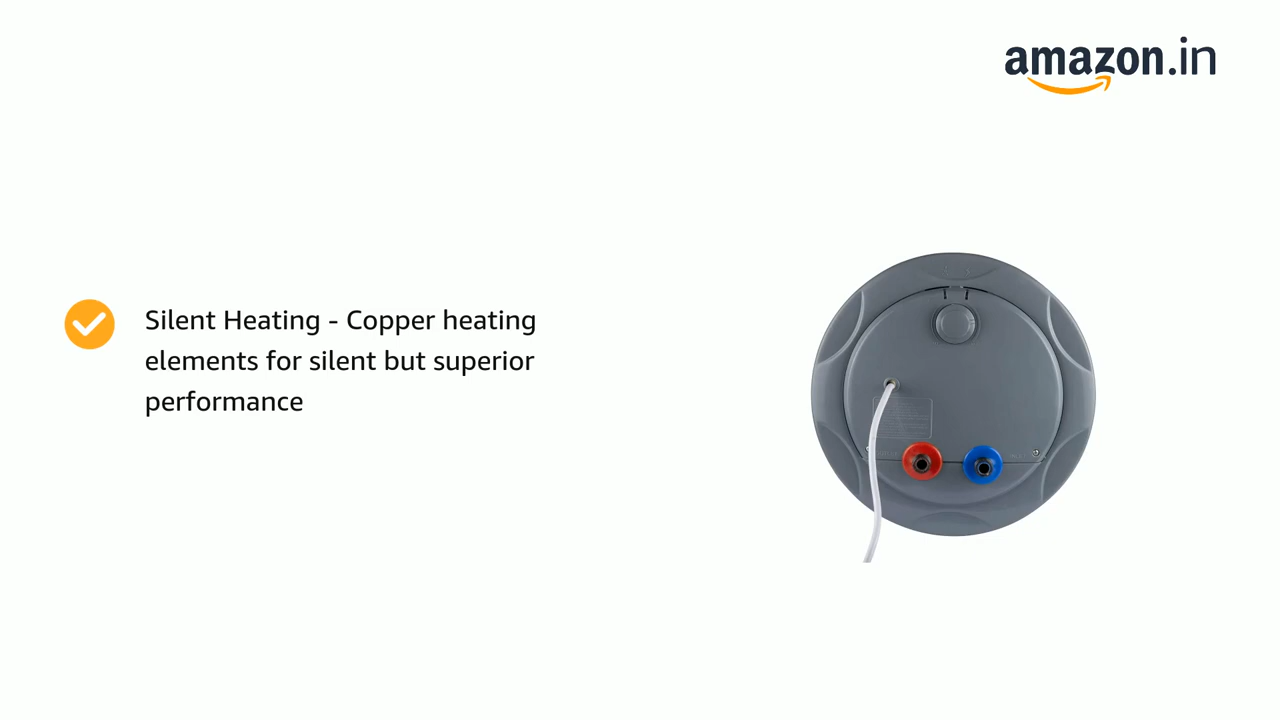 amazon.in
Silent Heating - Copper heating
elements for silent but superior
performance